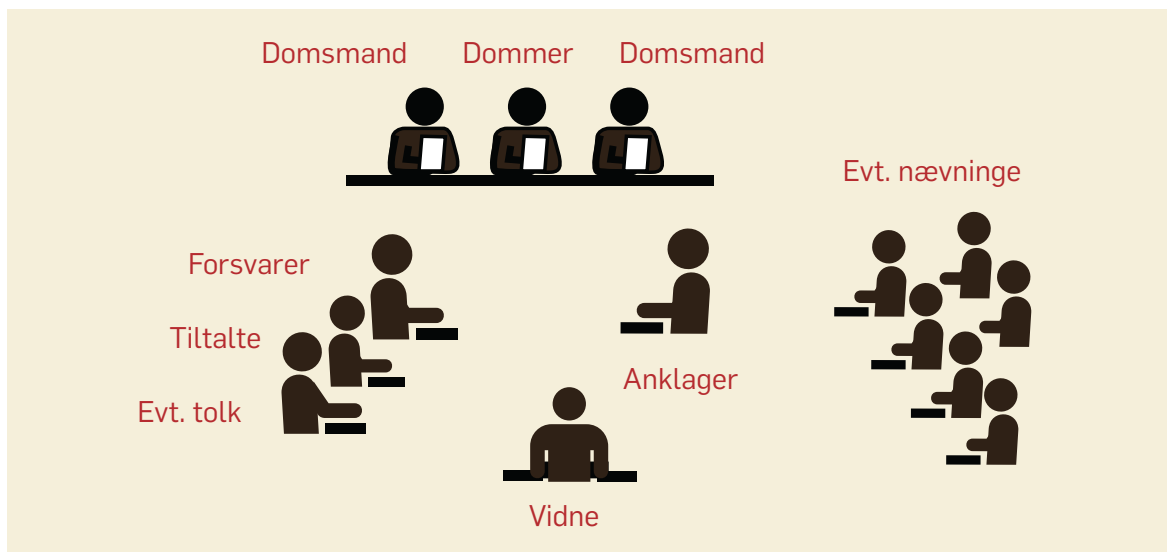 Domsmand Dommer Domsmand
Evt. nævninge
Forsvarer
Tiltalte
Evt. tolk
Anklager
Vidne